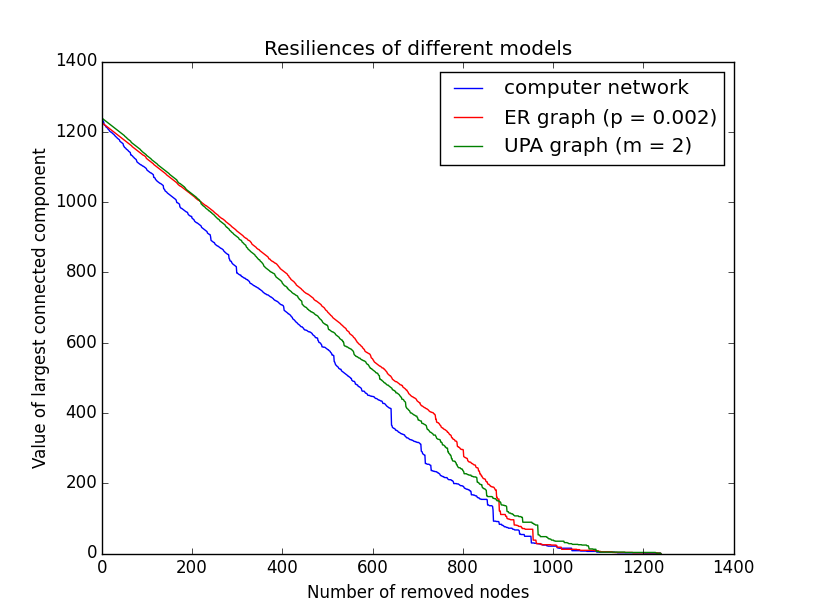 Resiliences of different models
1400
1200
1000
800
600
400
200
0
Value of largest connected component
computer network
ER graph (p = 0.002)
UPA graph (m = 2)
0 200 400 600 800 1000 1200 1400
Number of removed nodes